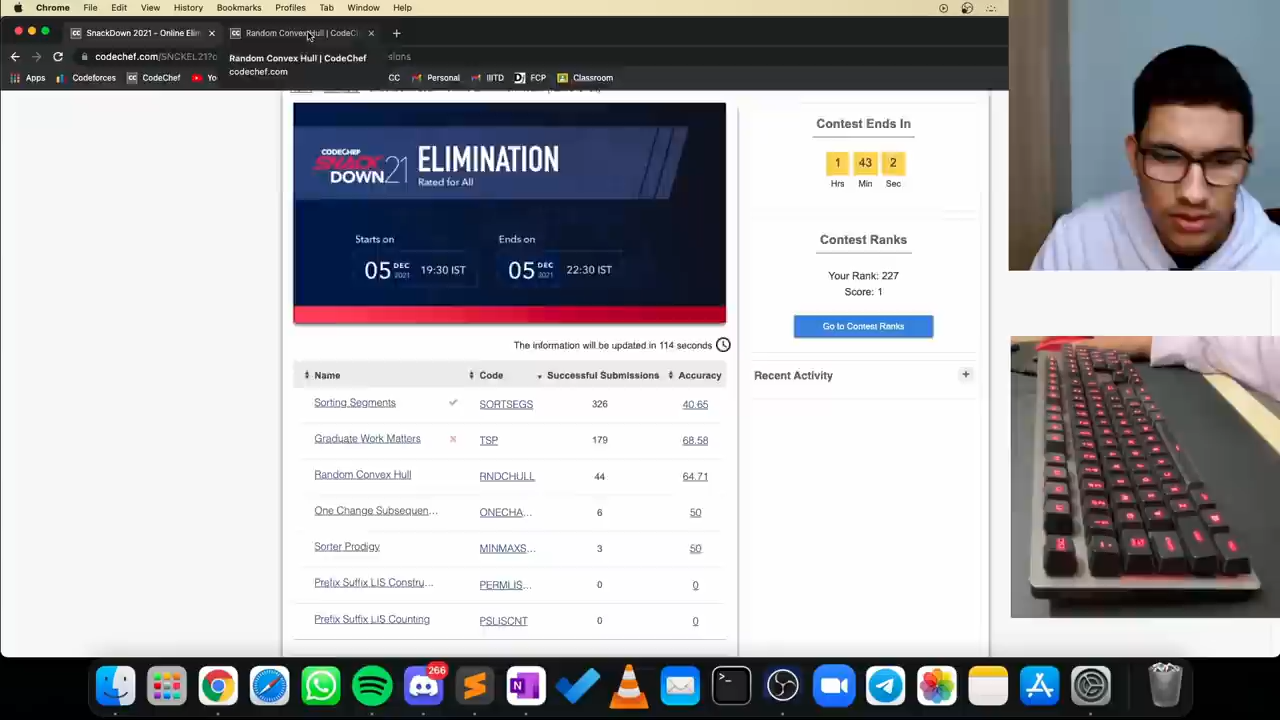 Chrome File Edit View History Bookmarks Profiles Tab Window Help
SnackDown 2021 - Online Elim Random Convex Hull | CodeCh
codechef.com/SNCKEL21?
Random Convex Hull | CodeChef
codechef.com
Apps Codeforces CodeChef Yo CC Personal IIITD FCP Classroom
CODECHEF
SNACK
DOWN21
ELIMINATION
Rated for All
Starts on Ends on
05 DEC 2021 19:30 IST 05 DEC 2021 22:30 IST
Contest Ends In
1 43 2
Hrs Min Sec
Contest Ranks
Your Rank: 227
Score: 1
Go to Contest Ranks
Recent Activity +
The information will be updated in 114 seconds
Name Code Successful Submissions Accuracy
Sorting Segments SORTSEGS 326 40.65
Graduate Work Matters TSP 179 68.58
Random Convex Hull RNDCHULL 44 64.71
One Change Subsequen... ONECHA... 6 50
Sorter Prodigy MINMAXS... 3 50
Prefix Suffix LIS Constru... PERMLIS... 0 0
Prefix Suffix LIS Counting PSLISCNT 0 0
266